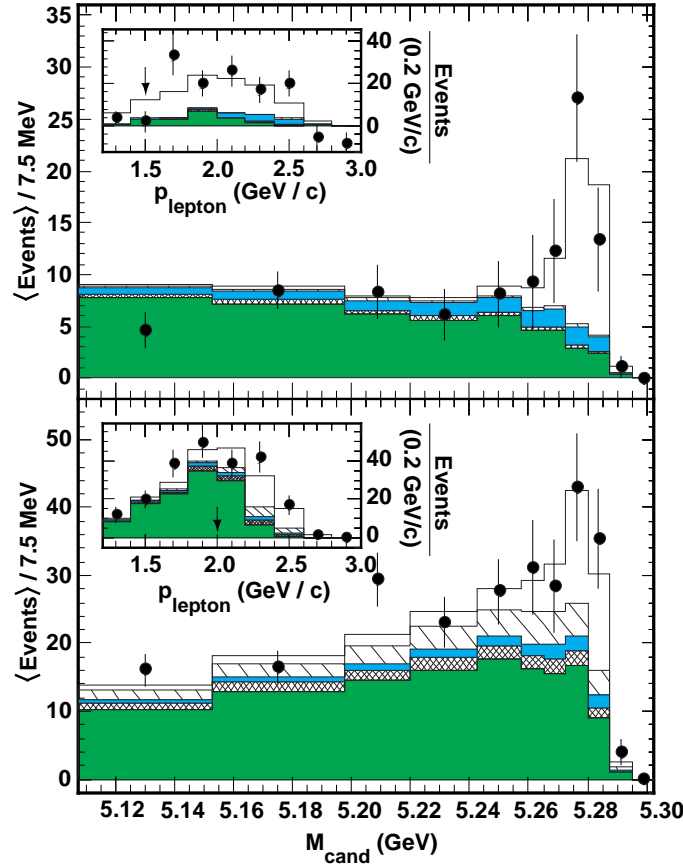 35
30
25
20
15
10
5
0
⟨Events⟩ / 7.5 MeV
40
20
0
Events
(0.2 GeV/c)
1.5 2.0 2.5 3.0
p_lepton (GeV / c)
50
40
30
20
10
0
⟨Events⟩ / 7.5 MeV
40
20
0
Events
(0.2 GeV/c)
1.5 2.0 2.5 3.0
p_lepton (GeV / c)
5.12 5.14 5.16 5.18 5.20 5.22 5.24 5.26 5.28 5.30
M_cand (GeV)